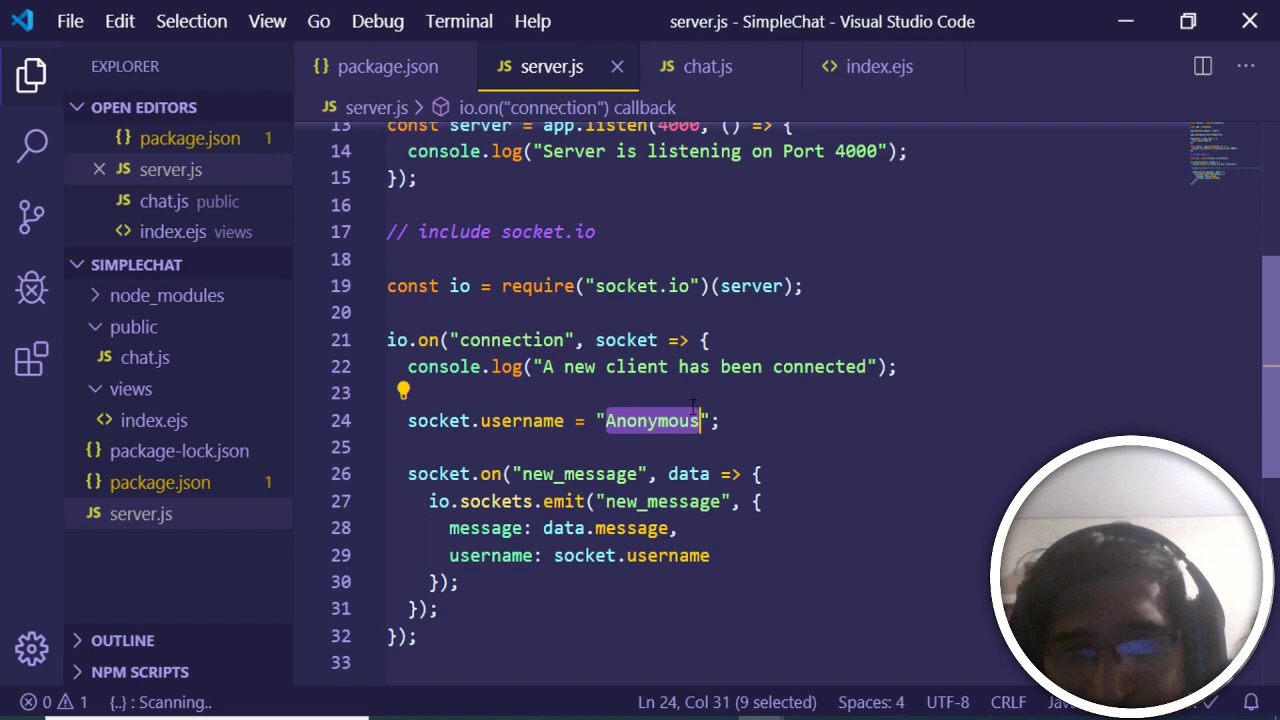 File Edit Selection View Go Debug Terminal Help server.js - SimpleChat - Visual Studio Code
EXPLORER
{} package.json JS server.js JS chat.js <> index.ejs
OPEN EDITORS
{} package.json 1
JS server.js
JS chat.js public
<> index.ejs views
SIMPLECHAT
node_modules
public
JS chat.js
views
<> index.ejs
{} package-lock.json
{} package.json 1
JS server.js
OUTLINE
NPM SCRIPTS
JS server.js > io.on("connection") callback
13 const server = app.listen(4000, () => {
14 console.log("Server is listening on Port 4000");
15 });
16
17 // include socket.io
18
19 const io = require("socket.io")(server);
20
21 io.on("connection", socket => {
22 console.log("A new client has been connected");
23
24 socket.username = "Anonymous";
25
26 socket.on("new_message", data => {
27 io.sockets.emit("new_message", {
28 message: data.message,
29 username: socket.username
30 });
31 });
32 });
33
0 1 {..} : Scanning.. Ln 24, Col 31 (9 selected) Spaces: 4 UTF-8 CRLF